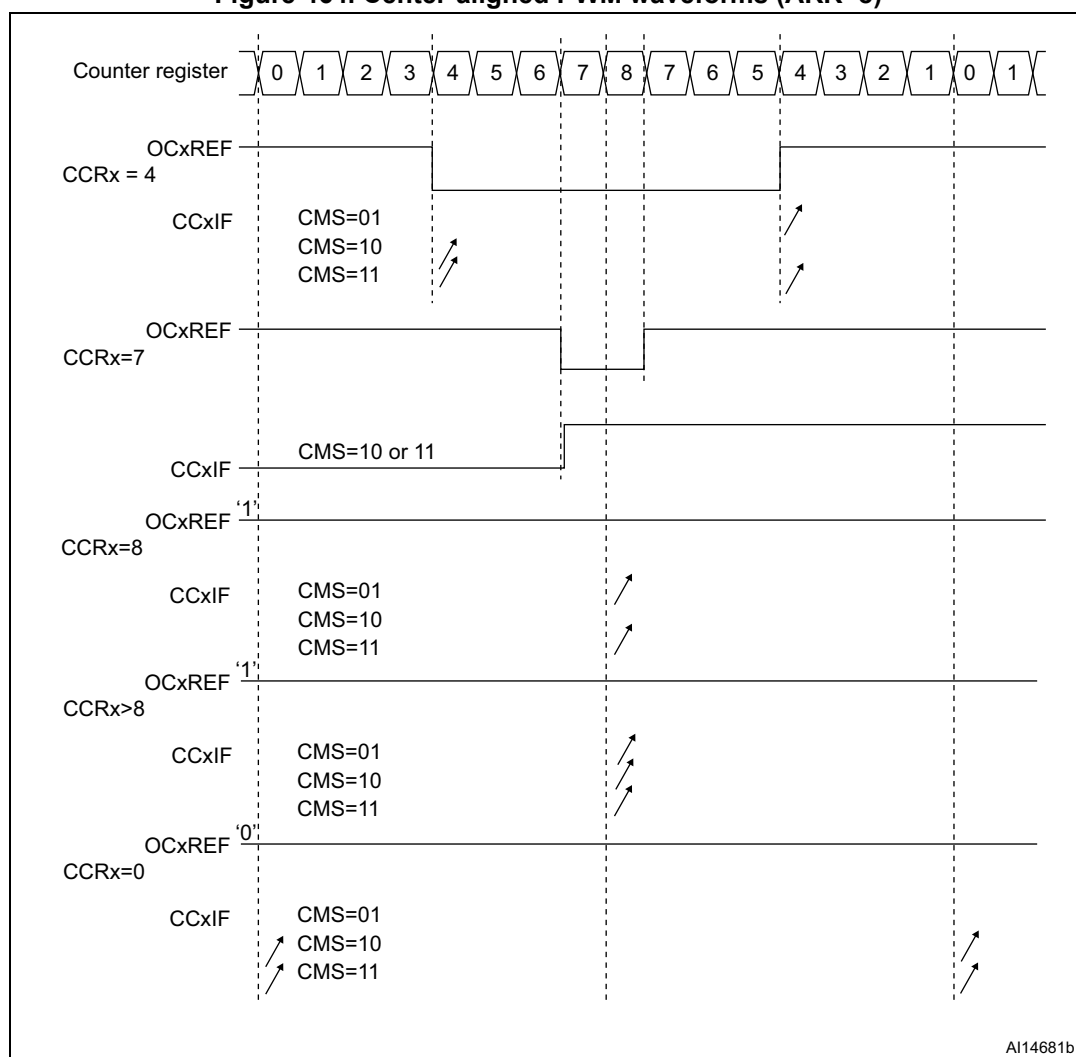 Counter register 0 1 2 3 4 5 6 7 8 7 6 5 4 3 2 1 0 1
OCxREF
CCRx = 4
CCxIF CMS=01
CMS=10
CMS=11
OCxREF
CCRx=7
CMS=10 or 11
CCxIF
OCxREF '1'
CCRx=8
CCxIF CMS=01
CMS=10
CMS=11
OCxREF '1'
CCRx>8
CCxIF CMS=01
CMS=10
CMS=11
OCxREF '0'
CCRx=0
CCxIF CMS=01
CMS=10
CMS=11
AI14681b